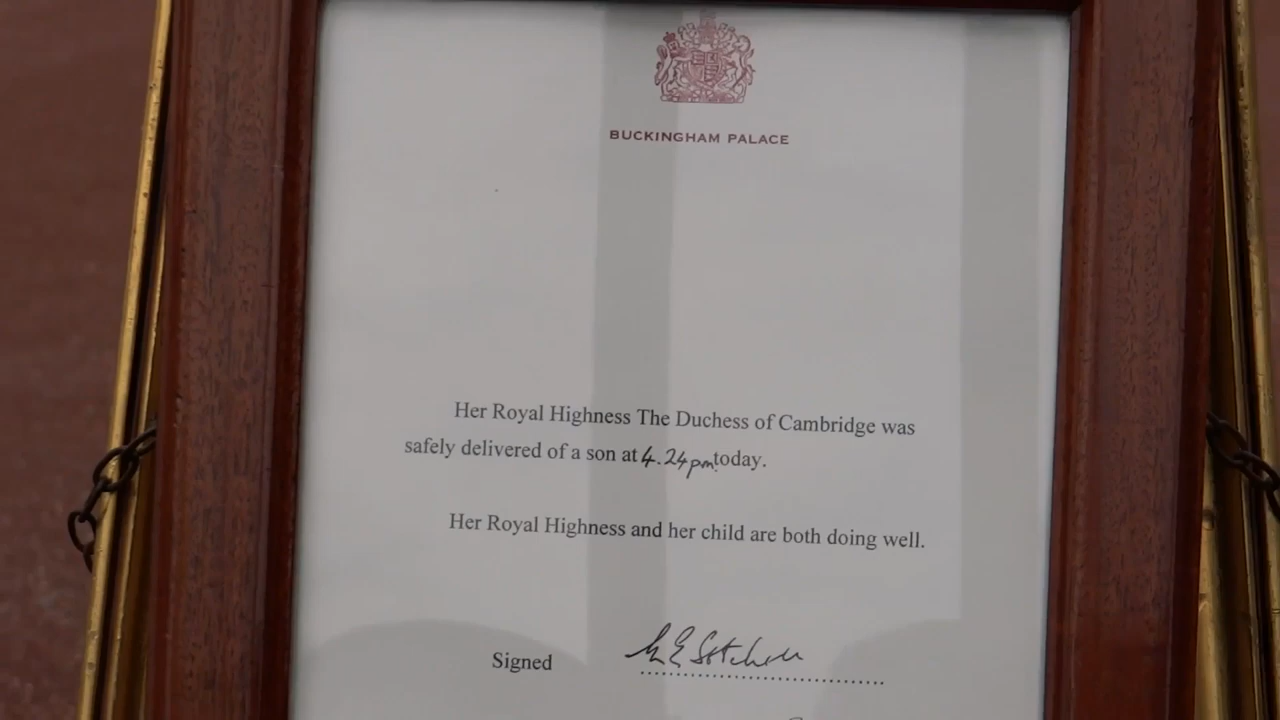 BUCKINGHAM PALACE
Her Royal Highness The Duchess of Cambridge was
safely delivered of a son at 4.24pm today.
Her Royal Highness and her child are both doing well.
Signed